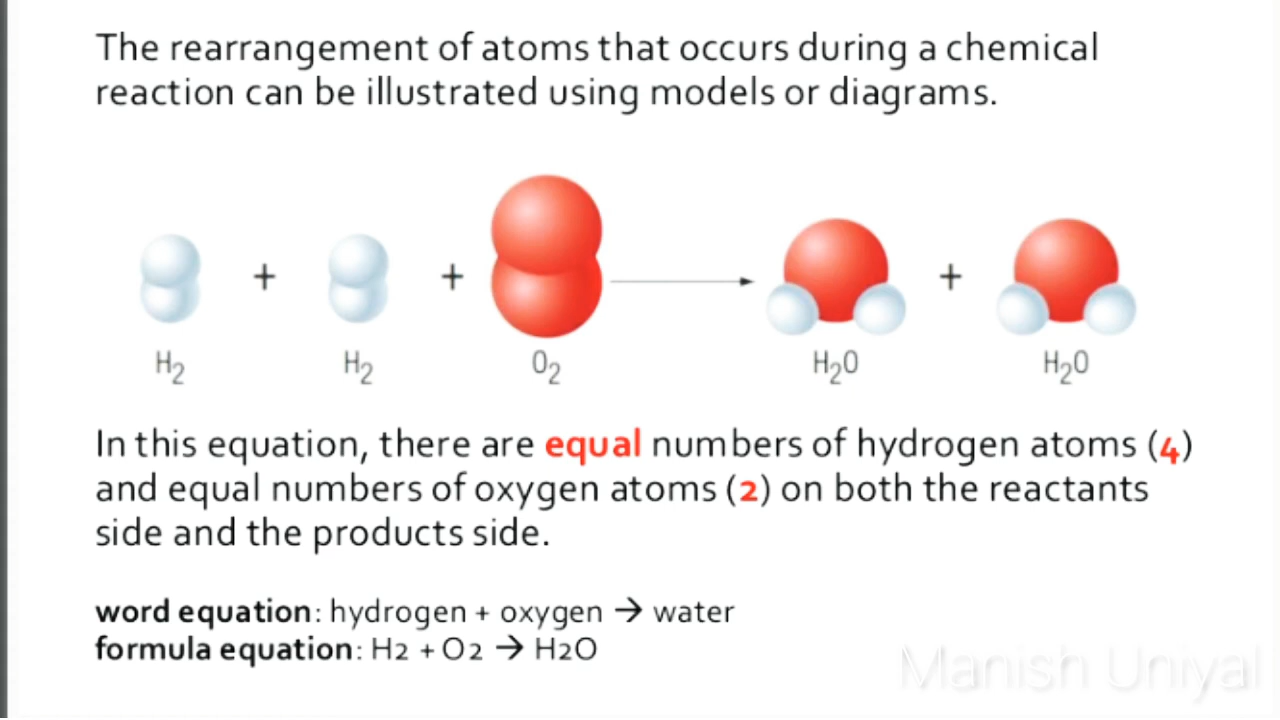 The rearrangement of atoms that occurs during a chemical
reaction can be illustrated using models or diagrams.
+ + +
H₂ H₂ O₂ H₂O H₂O
In this equation, there are equal numbers of hydrogen atoms (4)
and equal numbers of oxygen atoms (2) on both the reactants
side and the products side.
word equation: hydrogen + oxygen → water
formula equation: H2 + O2 → H2O
Manish Uniyal